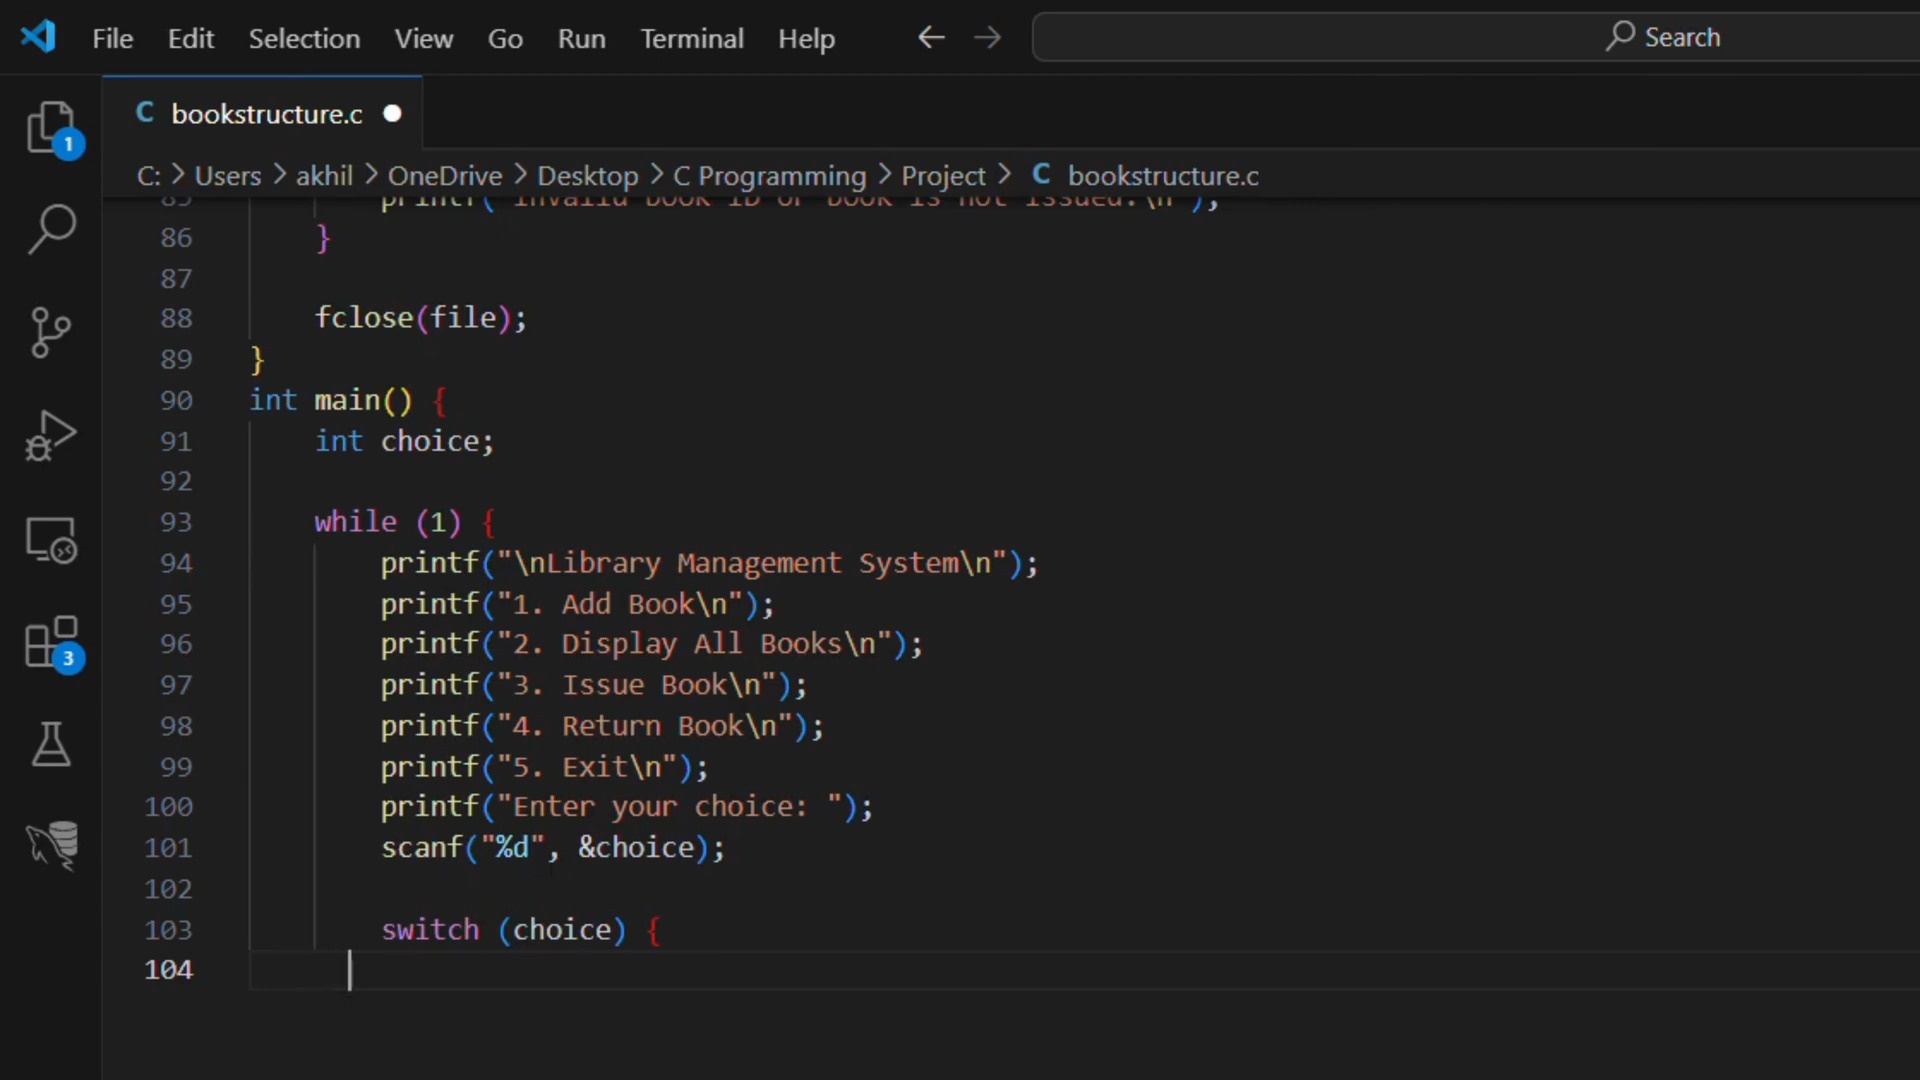 File Edit Selection View Go Run Terminal Help Search
C bookstructure.c
1
C: > Users > akhil > OneDrive > Desktop > C Programming > Project > C bookstructure.c
85 printf("Invalid book ID or book is not issued.\n");
86 }
87
88 fclose(file);
89 }
90 int main() {
91 int choice;
92
93 while (1) {
94 printf("\nLibrary Management System\n");
95 printf("1. Add Book\n");
96 printf("2. Display All Books\n");
97 printf("3. Issue Book\n");
3
98 printf("4. Return Book\n");
99 printf("5. Exit\n");
100 printf("Enter your choice: ");
101 scanf("%d", &choice);
102
103 switch (choice) {
104